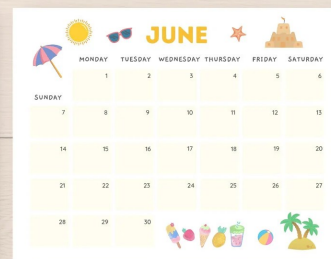 JUNE
MONDAY TUESDAY WEDNESDAY THURSDAY FRIDAY SATURDAY
1 2 3 4 5 6
SUNDAY
7 8 9 10 11 12 13
14 15 16 17 18 19 20
21 22 23 24 25 26 27
28 29 30